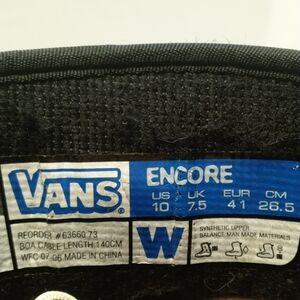 VANS
ENCORE
US UK EUR CM
10 7.5 41 26.5
REORDER #63660 73
BOA CABLE LENGTH, 140CM
WFC 07-06 MADE IN CHINA
W
SYNTHETIC UPPER
BALANCE MAN MADE MATERIALS